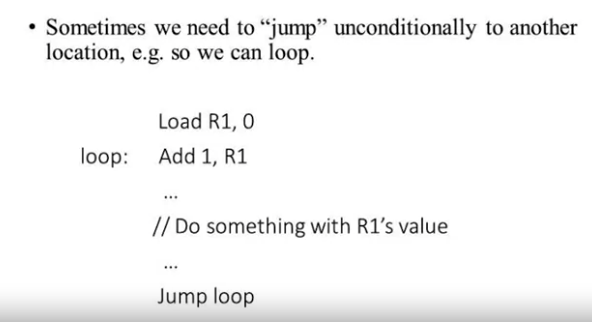 • Sometimes we need to “jump” unconditionally to another
location, e.g. so we can loop.
Load R1, 0
loop: Add 1, R1
...
// Do something with R1’s value
...
Jump loop